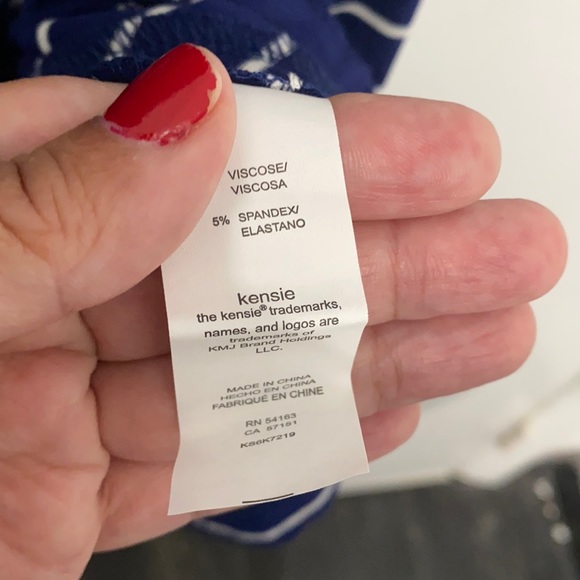 VISCOSE/
VISCOSA
5% SPANDEX/
ELASTANO
kensie
the kensie® trademarks,
names, and logos are
trademarks of
KMJ Brand Holdings
LLC.
MADE IN CHINA
HECHO EN CHINA
FABRIQUÉ EN CHINE
RN 54163
CA 57151
KS6K7219